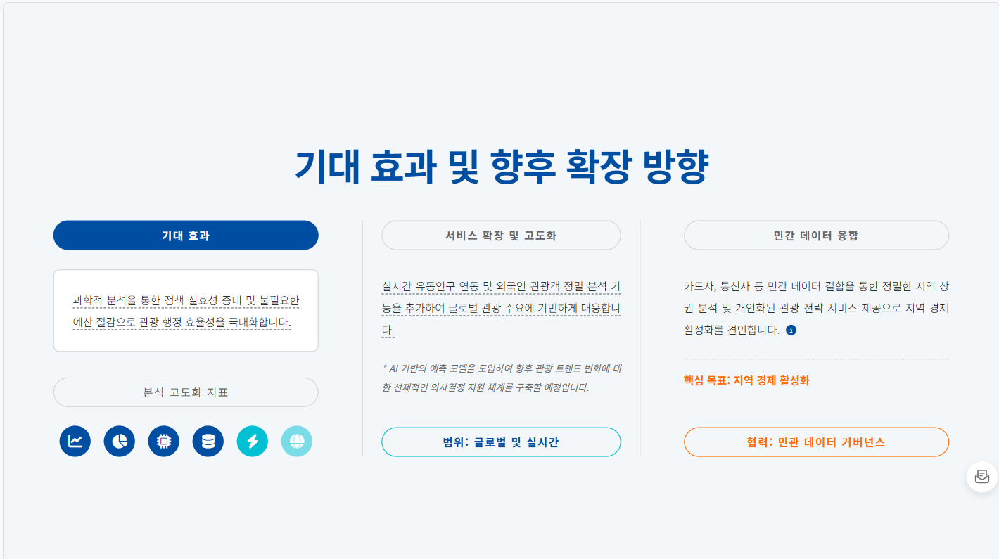 기대 효과 및 향후 확장 방향
기대 효과
과학적 분석을 통한 정책 실효성 증대 및 불필요한
예산 절감으로 관광 행정 효율성을 극대화합니다.
분석 고도화 지표
서비스 확장 및 고도화
실시간 유동인구 연동 및 외국인 관광객 정밀 분석 기
능을 추가하여 글로벌 관광 수요에 기민하게 대응합니
다.
* AI 기반의 예측 모델을 도입하여 향후 관광 트렌드 변화에 대
한 선제적인 의사결정 지원 체계를 구축할 예정입니다.
범위: 글로벌 및 실시간
민간 데이터 융합
카드사, 통신사 등 민간 데이터 결합을 통한 정밀한 지역 상
권 분석 및 개인화된 관광 전략 서비스 제공으로 지역 경제
활성화를 견인합니다.
핵심 목표: 지역 경제 활성화
협력: 민관 데이터 거버넌스